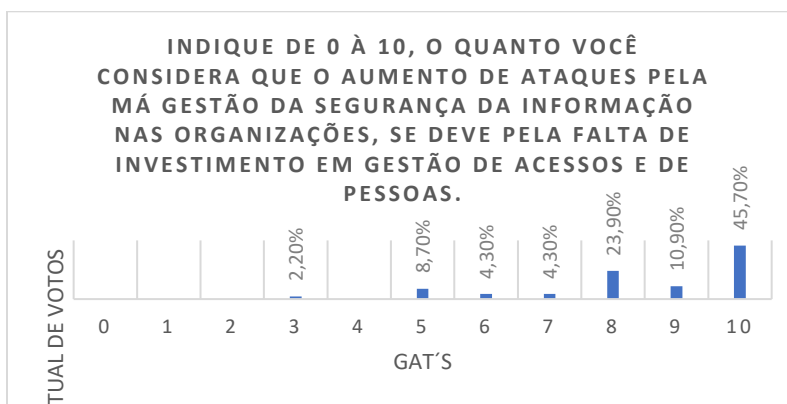 INDIQUE DE 0 À 10, O QUANTO VOCÊ
CONSIDERA QUE O AUMENTO DE ATAQUES PELA
MÁ GESTÃO DA SEGURANÇA DA INFORMAÇÃO
NAS ORGANIZAÇÕES, SE DEVE PELA FALTA DE
INVESTIMENTO EM GESTÃO DE ACESSOS E DE
PESSOAS.
TUAL DE VOTOS
2,20%
8,70%
4,30%
4,30%
23,90%
10,90%
45,70%
0 1 2 3 4 5 6 7 8 9 10
GAT´S